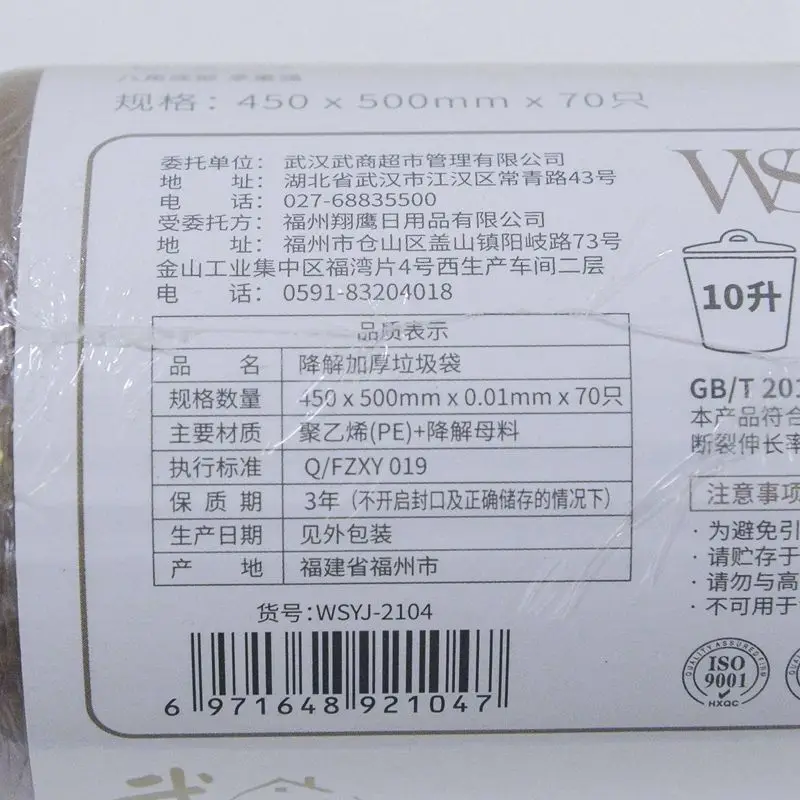 规格：450 x 500mm x 70只
委托单位：武汉武商超市管理有限公司
地 址：湖北省武汉市江汉区常青路43号
电 话：027-68835500
受委托方：福州翔鹰日用品有限公司
地 址：福州市仓山区盖山镇阳岐路73号
金山工业集中区福湾片4号西生产车间二层
电 话：0591-83204018
品质表示
品 名 降解加厚垃圾袋
规格数量 450 x 500mm x 0.01mm x 70只
主要材质 聚乙烯(PE)+降解母料
执行标准 Q/FZXY 019
保 质 期 3年（不开启封口及正确储存的情况下）
生产日期 见外包装
产 地 福建省福州市
货号：WSYJ-2104
6 971648 921047
WS
10升
GB/T 20
本产品符合
断裂伸长率
注意事项
· 为避免引
· 请贮存于
· 请勿与高
· 不可用于
QUALITY ASSURED FIRM
ISO
9001
HXQC
武